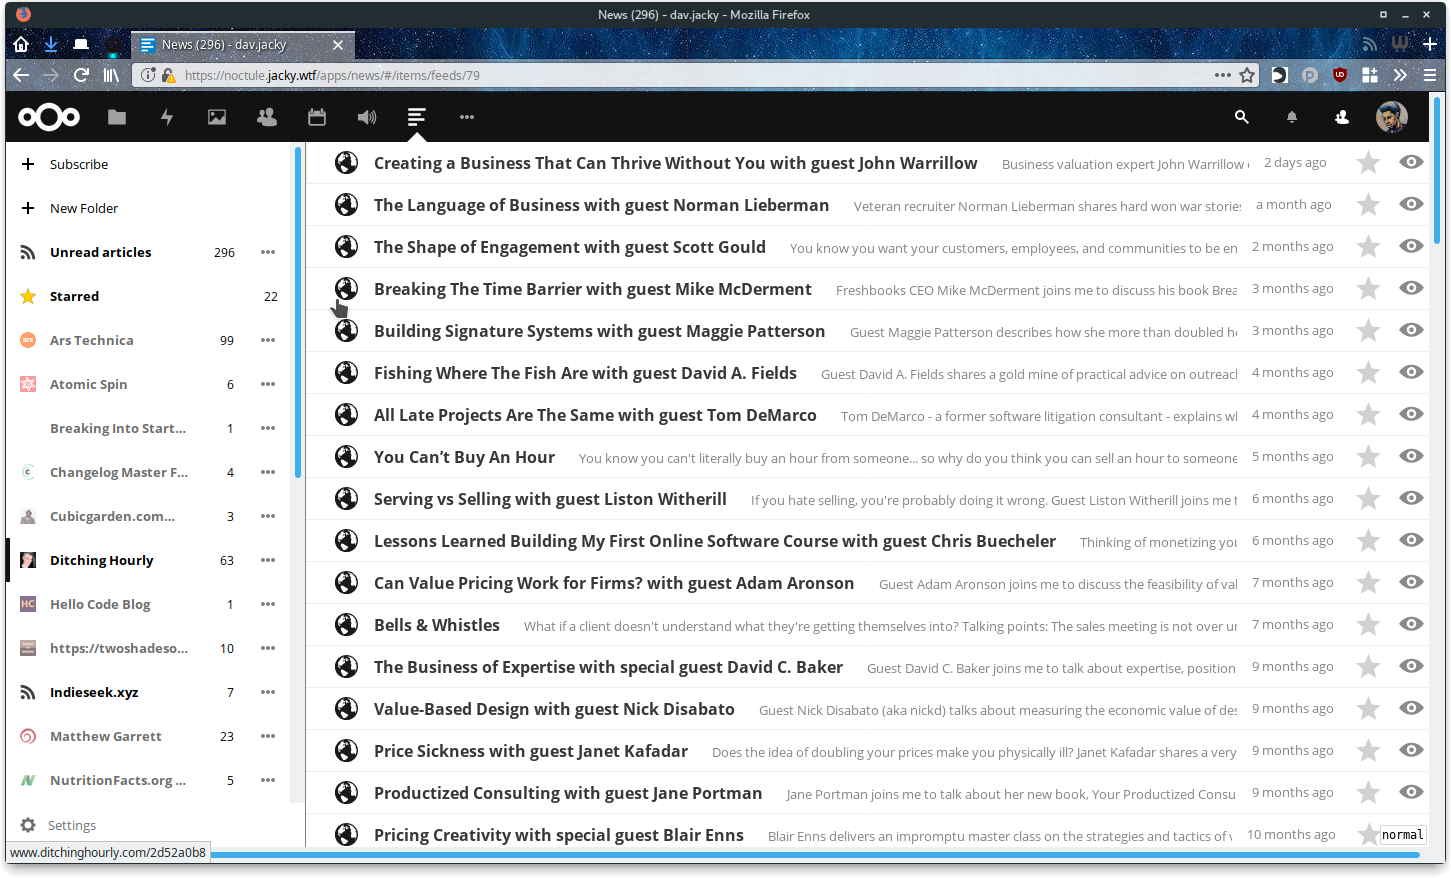 News (296) - dav.jacky - Mozilla Firefox
News (296) - dav.jacky
https://noctule.jacky.wtf/apps/news/#/items/feeds/79
Subscribe
New Folder
Unread articles 296
Starred 22
Ars Technica 99
Atomic Spin 6
Breaking Into Start... 1
Changelog Master F... 4
Cubicgarden.com... 3
Ditching Hourly 63
HC Hello Code Blog 1
https://twoshadeso... 10
Indieseek.xyz 7
Matthew Garrett 23
NutritionFacts.org ... 5
Settings
www.ditchinghourly.com/2d52a0b8
Creating a Business That Can Thrive Without You with guest John Warrillow Business valuation expert John Warrillow 2 days ago
The Language of Business with guest Norman Lieberman Veteran recruiter Norman Lieberman shares hard won war stories a month ago
The Shape of Engagement with guest Scott Gould You know you want your customers, employees, and communities to be en 2 months ago
Breaking The Time Barrier with guest Mike McDerment Freshbooks CEO Mike McDerment joins me to discuss his book Brea 3 months ago
Building Signature Systems with guest Maggie Patterson Guest Maggie Patterson describes how she more than doubled he 3 months ago
Fishing Where The Fish Are with guest David A. Fields Guest David A. Fields shares a gold mine of practical advice on outreach 4 months ago
All Late Projects Are The Same with guest Tom DeMarco Tom DeMarco - a former software litigation consultant - explains wh 4 months ago
You Can’t Buy An Hour You know you can't literally buy an hour from someone... so why do you think you can sell an hour to someone 5 months ago
Serving vs Selling with guest Liston Witherill If you hate selling, you're probably doing it wrong. Guest Liston Witherill joins me t 6 months ago
Lessons Learned Building My First Online Software Course with guest Chris Buecheler Thinking of monetizing you 6 months ago
Can Value Pricing Work for Firms? with guest Adam Aronson Guest Adam Aronson joins me to discuss the feasibility of val 7 months ago
Bells & Whistles What if a client doesn't understand what they're getting themselves into? Talking points: The sales meeting is not over un 7 months ago
The Business of Expertise with special guest David C. Baker Guest David C. Baker joins me to talk about expertise, position 9 months ago
Value-Based Design with guest Nick Disabato Guest Nick Disabato (aka nickd) talks about measuring the economic value of des 9 months ago
Price Sickness with guest Janet Kafadar Does the idea of doubling your prices make you physically ill? Janet Kafadar shares a very 9 months ago
Productized Consulting with guest Jane Portman Jane Portman joins me to talk about her new book, Your Productized Consu 9 months ago
Pricing Creativity with special guest Blair Enns Blair Enns delivers an impromptu master class on the strategies and tactics of v 10 months ago
normal